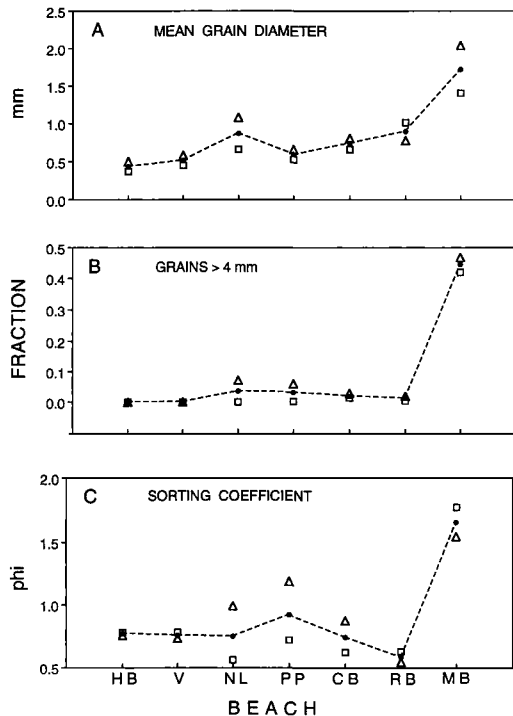 A MEAN GRAIN DIAMETER
mm
2.5
2.0
1.5
1.0
0.5
0.0
B GRAINS > 4 mm
FRACTION
0.5
0.4
0.3
0.2
0.1
0.0
C SORTING COEFFICIENT
phi
2.0
1.5
1.0
0.5
HB V NL PP CB RB MB
BEACH